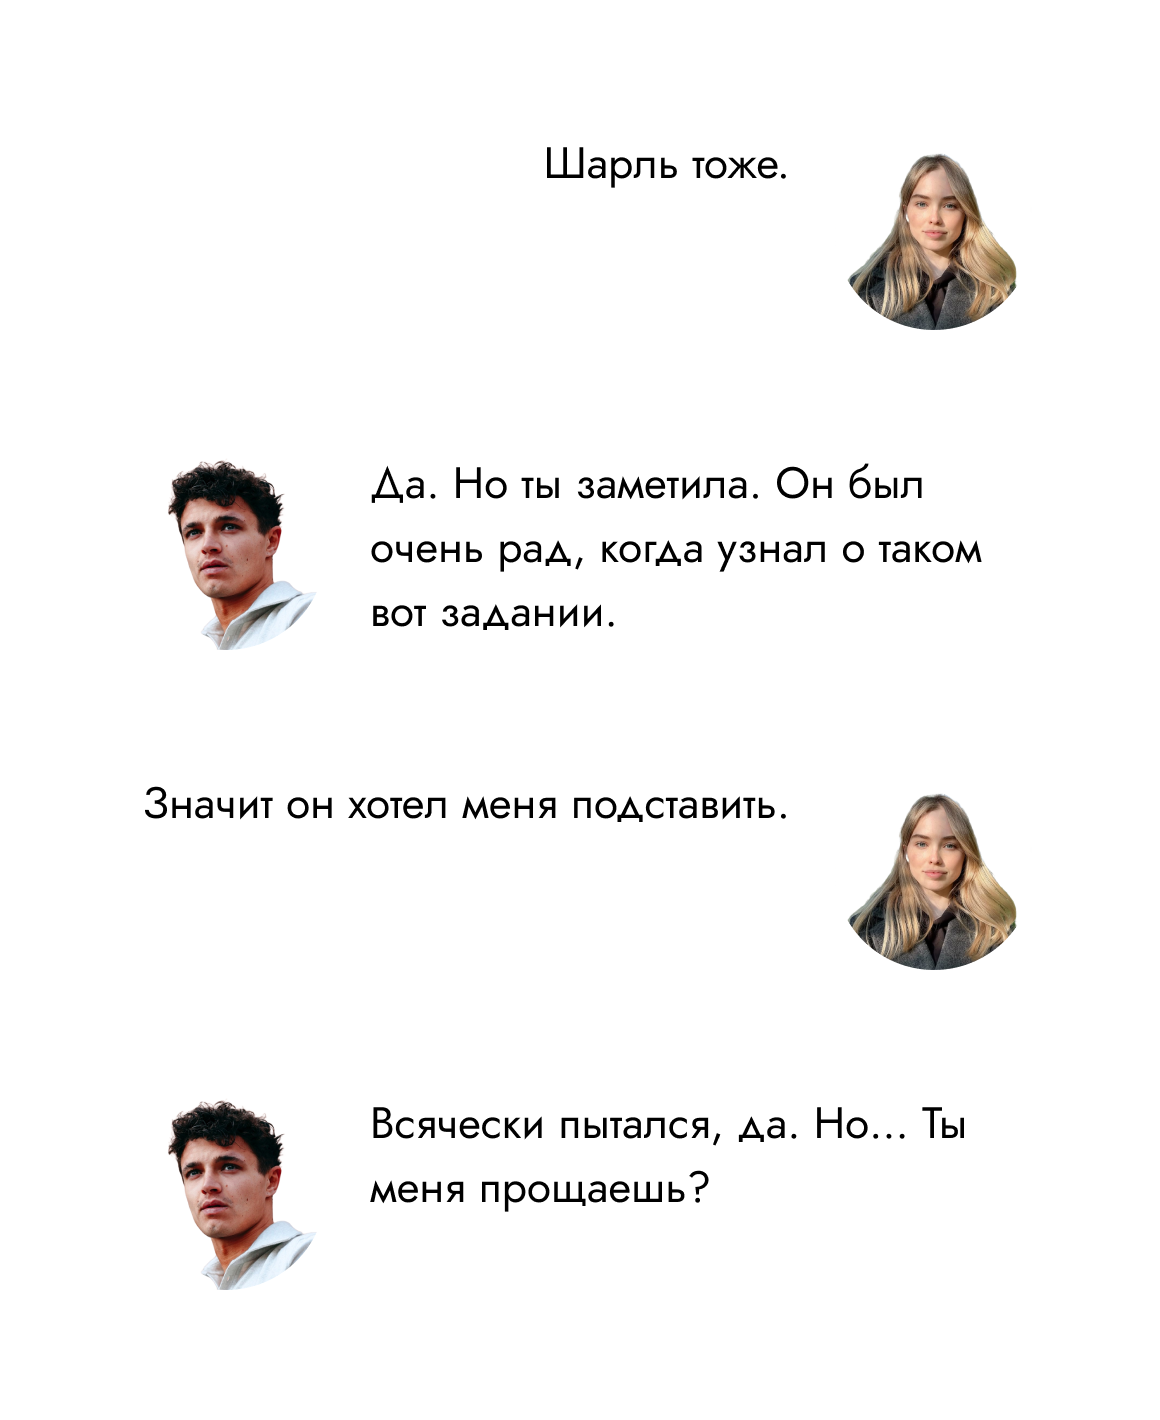 Шарль тоже.
Да. Но ты заметила. Он был
очень рад, когда узнал о таком
вот задании.
Значит он хотел меня подставить.
Всячески пытался, да. Но... Ты
меня прощаешь?